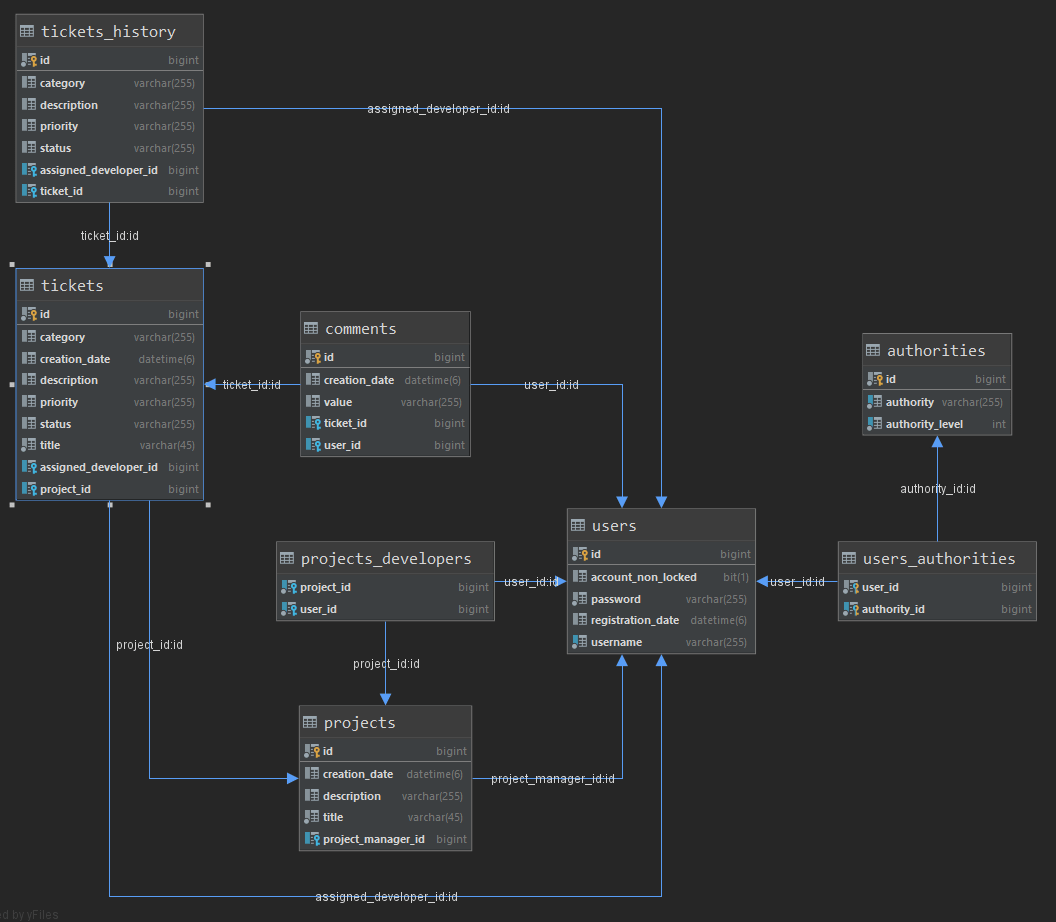 tickets_history
id bigint
category varchar(255)
description varchar(255)
priority varchar(255)
status varchar(255)
assigned_developer_id bigint
ticket_id bigint
assigned_developer_id:id
ticket_id:id
tickets
id bigint
category varchar(255)
creation_date datetime(6)
description varchar(255)
priority varchar(255)
status varchar(255)
title varchar(45)
assigned_developer_id bigint
project_id bigint
ticket_id:id
comments
id bigint
creation_date datetime(6)
value varchar(255)
ticket_id bigint
user_id bigint
user_id:id
authorities
id bigint
authority varchar(255)
authority_level int
authority_id:id
users
id bigint
account_non_locked bit(1)
password varchar(255)
registration_date datetime(6)
username varchar(255)
projects_developers
project_id bigint
user_id bigint
user_id:id
user_id:id
users_authorities
user_id bigint
authority_id bigint
project_id:id
project_id:id
projects
id bigint
creation_date datetime(6)
description varchar(255)
title varchar(45)
project_manager_id bigint
project_manager_id:id
assigned_developer_id:id
d by yFiles